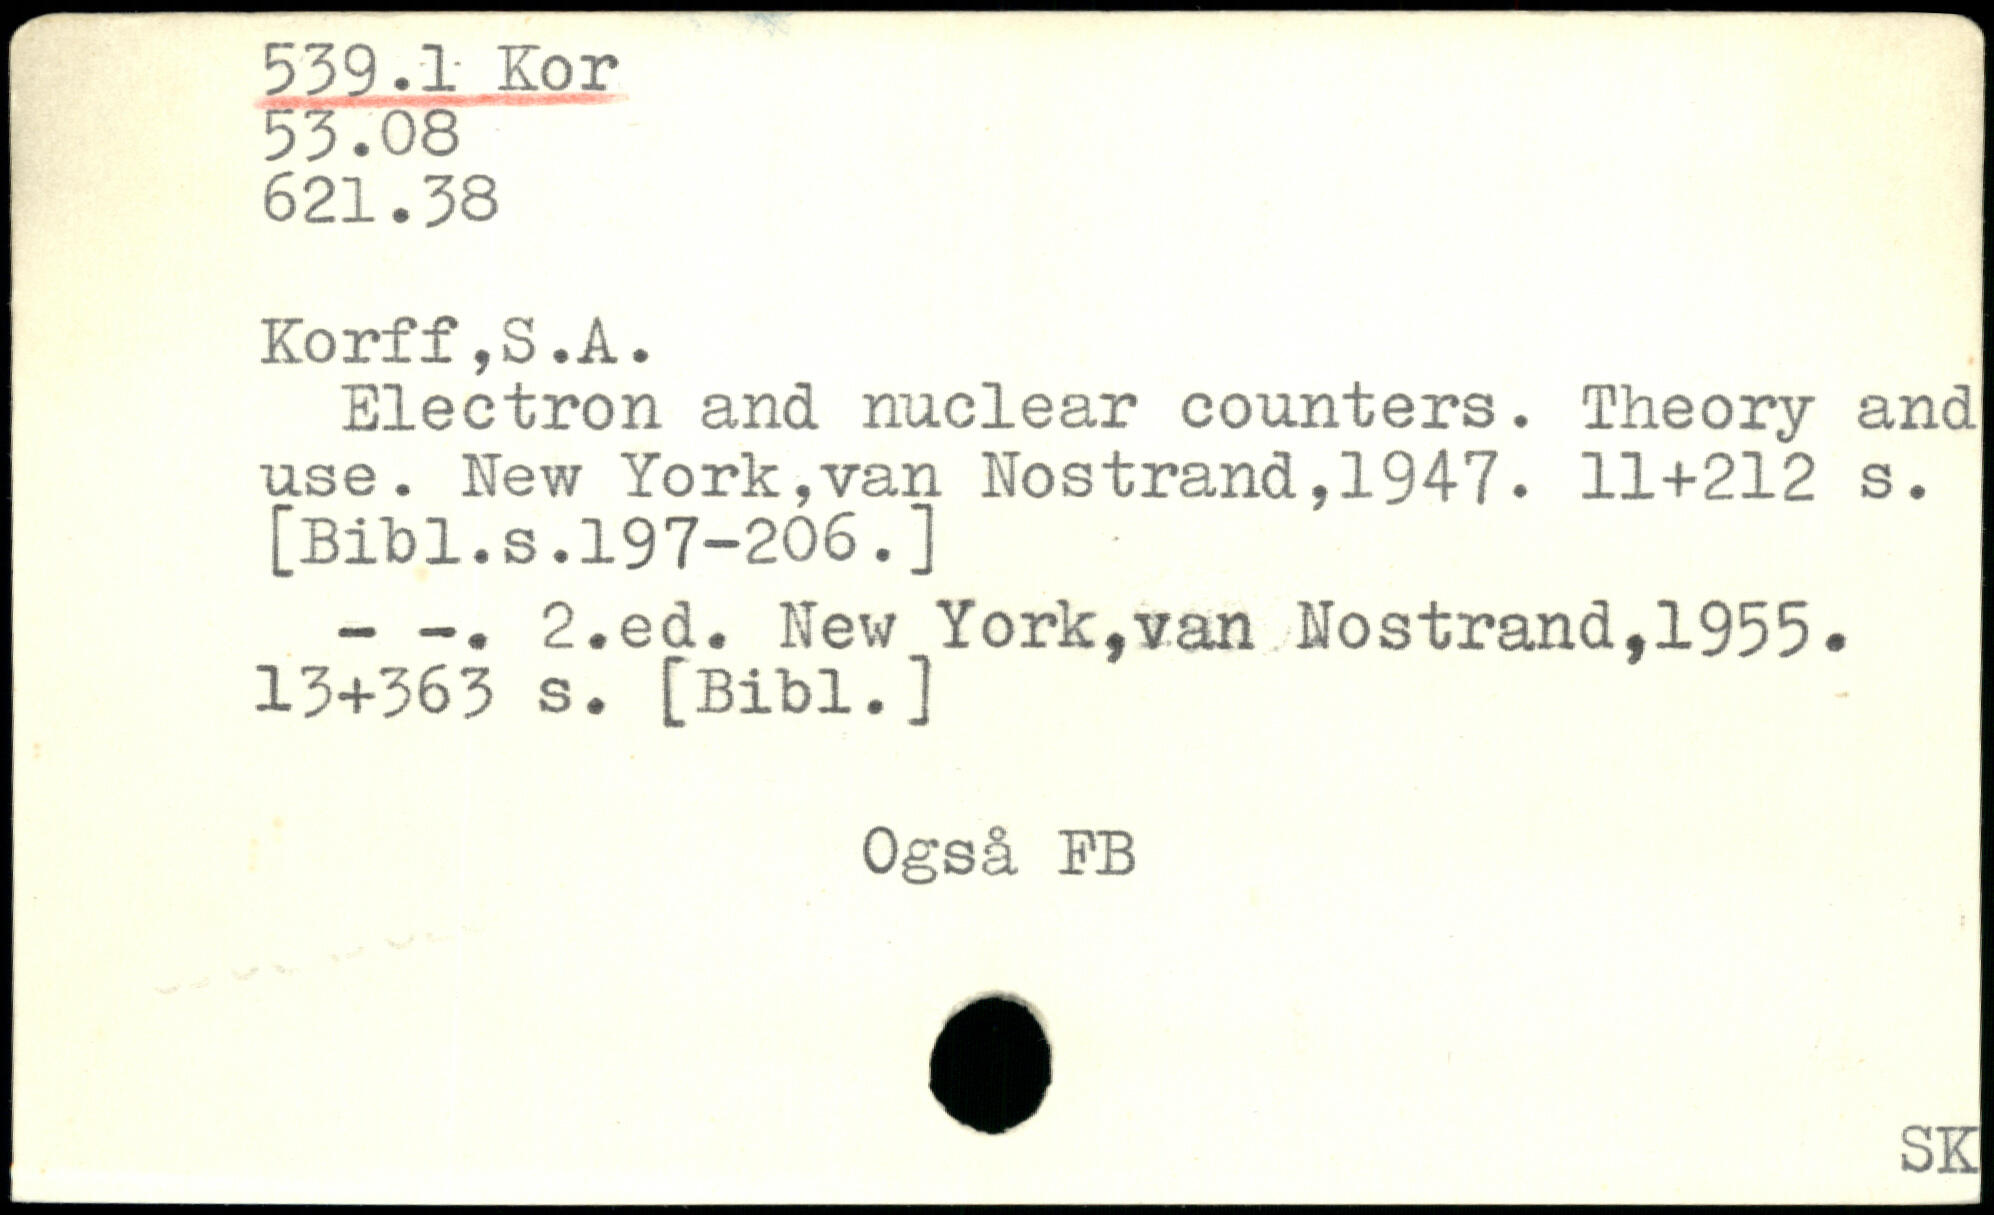 539.1 Kor
53.08
621.38
Korff,S.A.
Electron and nuclear counters. Theory and
use. New York,van Nostrand,1947. 11+212 s.
[Bibl.s.197-206.]
- -. 2.ed. New York,van Nostrand,1955.
13+363 s. [Bibl.]
Også FB
SK